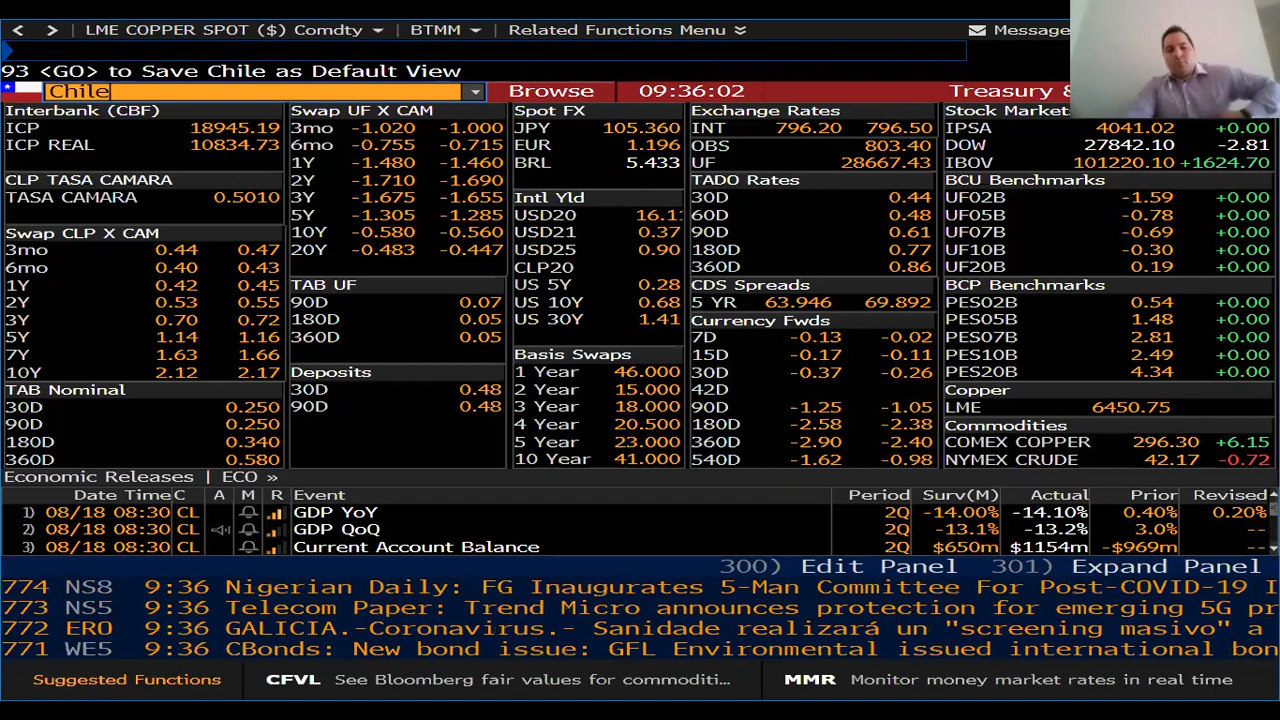 < > LME COPPER SPOT ($) Comdty BTMM Related Functions Menu Message
93 <GO> to Save Chile as Default View
Chile Browse 09:36:02 Treasury &
Interbank (CBF)
ICP 18945.19
ICP REAL 10834.73
CLP TASA CAMARA
TASA CAMARA 0.5010
Swap CLP X CAM
3mo 0.44 0.47
6mo 0.40 0.43
1Y 0.42 0.45
2Y 0.53 0.55
3Y 0.70 0.72
5Y 1.14 1.16
7Y 1.63 1.66
10Y 2.12 2.17
TAB Nominal
30D 0.250
90D 0.250
180D 0.340
360D 0.580
Swap UF X CAM
3mo -1.020 -1.000
6mo -0.755 -0.715
1Y -1.480 -1.460
2Y -1.710 -1.690
3Y -1.675 -1.655
5Y -1.305 -1.285
10Y -0.580 -0.560
20Y -0.483 -0.447
TAB UF
90D 0.07
180D 0.05
360D 0.05
Deposits
30D 0.48
90D 0.48
Spot FX
JPY 105.360
EUR 1.196
BRL 5.433
Intl Yld
USD20 16.1
USD21 0.37
USD25 0.90
CLP20
US 5Y 0.28
US 10Y 0.68
US 30Y 1.41
Basis Swaps
1 Year 46.000
2 Year 15.000
3 Year 18.000
4 Year 20.500
5 Year 23.000
10 Year 41.000
Exchange Rates
INT 796.20 796.50
OBS 803.40
UF 28667.43
TADO Rates
30D 0.44
60D 0.48
90D 0.61
180D 0.77
360D 0.86
CDS Spreads
5 YR 63.946 69.892
Currency Fwds
7D -0.13 -0.02
15D -0.17 -0.11
30D -0.37 -0.26
42D
90D -1.25 -1.05
180D -2.58 -2.38
360D -2.90 -2.40
540D -1.62 -0.98
Stock Market
IPSA 4041.02 +0.00
DOW 27842.10 -2.81
IBOV 101220.60 +1624.70
BCU Benchmarks
UF02B -1.59 +0.00
UF05B -0.78 +0.00
UF07B -0.69 +0.00
UF10B -0.30 +0.00
UF20B 0.19 +0.00
BCP Benchmarks
PES02B 0.54 +0.00
PES05B 1.48 +0.00
PES07B 2.81 +0.00
PES10B 2.49 +0.00
PES20B 4.34 +0.00
Copper
LME 6450.75
Commodities
COMEX COPPER 296.30 +6.15
NYMEX CRUDE 42.17 -0.72
Economic Releases | ECO »
Date Time C A M R Event Period Surv(M) Actual Prior Revised
1) 08/18 08:30 CL GDP YoY 2Q -14.00% -14.10% 0.40% 0.20%
2) 08/18 08:30 CL GDP QoQ 2Q -13.1% -13.2% 3.0% --
3) 08/18 08:30 CL Current Account Balance 2Q $650m $1154m -$969m --
300) Edit Panel 301) Expand Panel
774 NS8 9:36 Nigerian Daily: FG Inaugurates 5-Man Committee For Post-COVID-19 I
773 NS5 9:36 Telecom Paper: Trend Micro announces protection for emerging 5G pr
772 ERO 9:36 GALICIA.-Coronavirus.- Sanidade realizará un "screening masivo" a
771 WE5 9:36 CBonds: New bond issue: GFL Environmental issued international bon
Suggested Functions CFVL See Bloomberg fair values for commoditi... MMR Monitor money market rates in real time